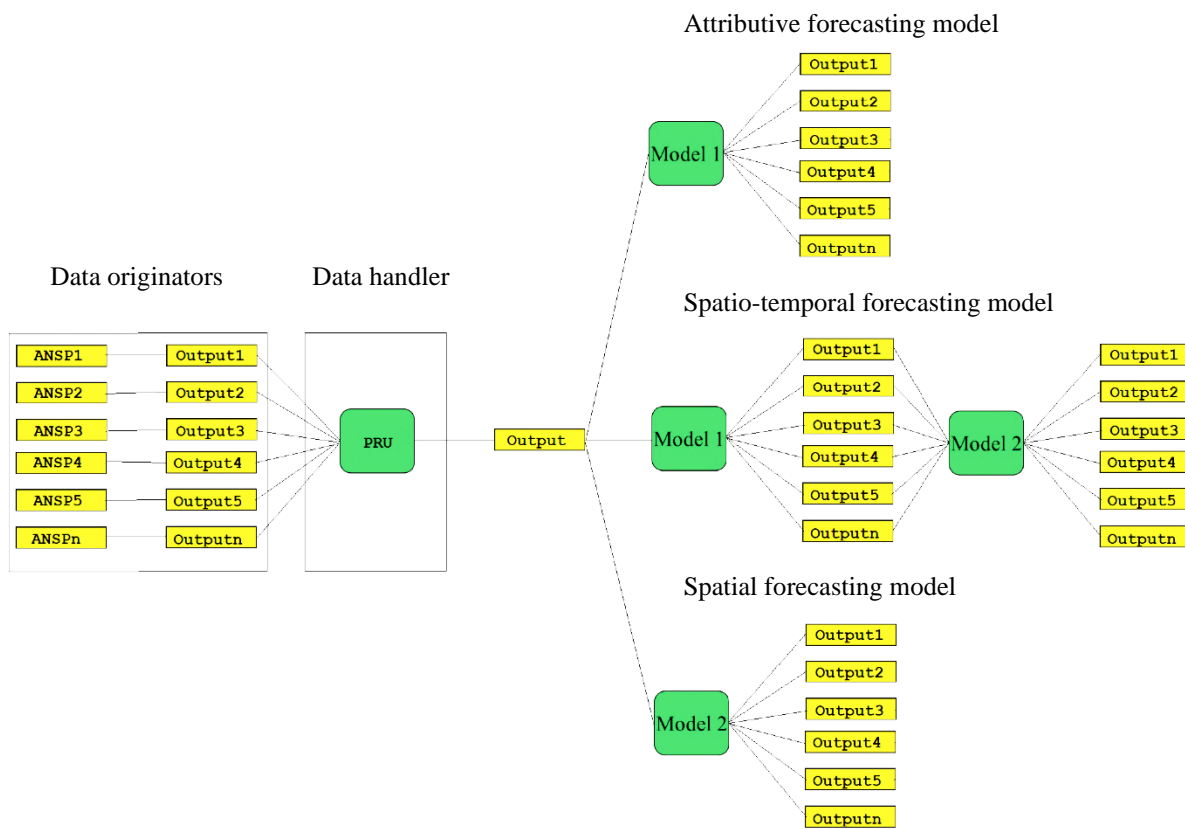 Attributive forecasting model
Output1
Output2
Model 1
Output3
Output4
Output5
Outputn
Data originators
Data handler
ANSP1
Output1
ANSP2
Output2
ANSP3
Output3
ANSP4
Output4
ANSP5
Output5
ANSPn
Outputn
PRU
Output
Spatio-temporal forecasting model
Model 1
Output1
Output2
Output3
Output4
Output5
Outputn
Model 2
Output1
Output2
Output3
Output4
Output5
Outputn
Spatial forecasting model
Model 2
Output1
Output2
Output3
Output4
Output5
Outputn